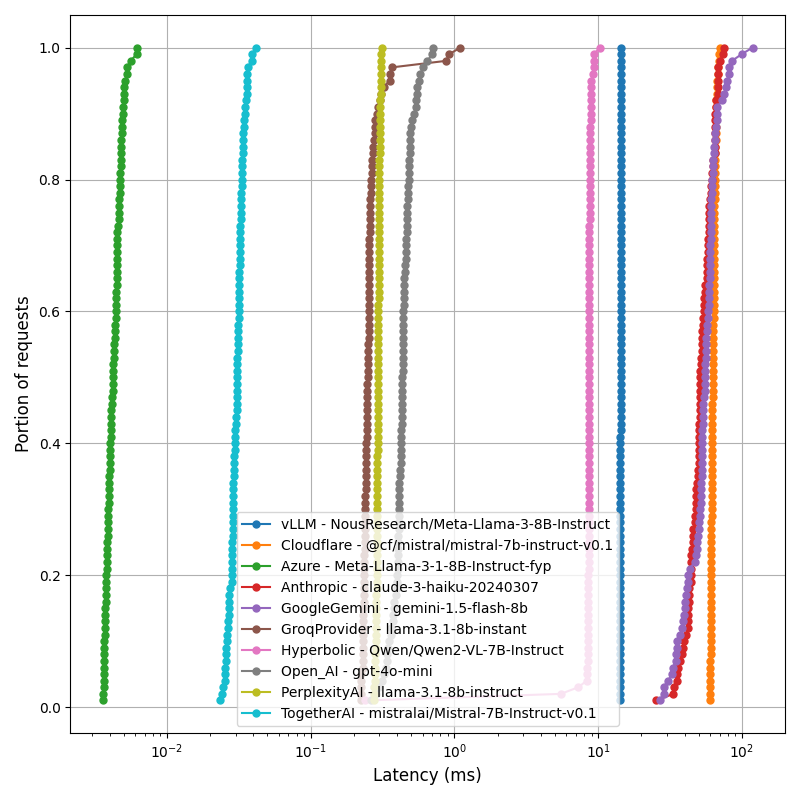 1.0
0.8
0.6
0.4
0.2
0.0
Portion of requests
vLLM - NousResearch/Meta-Llama-3-8B-Instruct
Cloudflare - @cf/mistral/mistral-7b-instruct-v0.1
Azure - Meta-Llama-3-1-8B-Instruct-fyp
Anthropic - claude-3-haiku-20240307
GoogleGemini - gemini-1.5-flash-8b
GroqProvider - llama-3.1-8b-instant
Hyperbolic - Qwen/Qwen2-VL-7B-Instruct
Open_AI - gpt-4o-mini
PerplexityAI - llama-3.1-8b-instruct
TogetherAI - mistralai/Mistral-7B-Instruct-v0.1
10⁻² 10⁻¹ 10⁰ 10¹ 10²
Latency (ms)